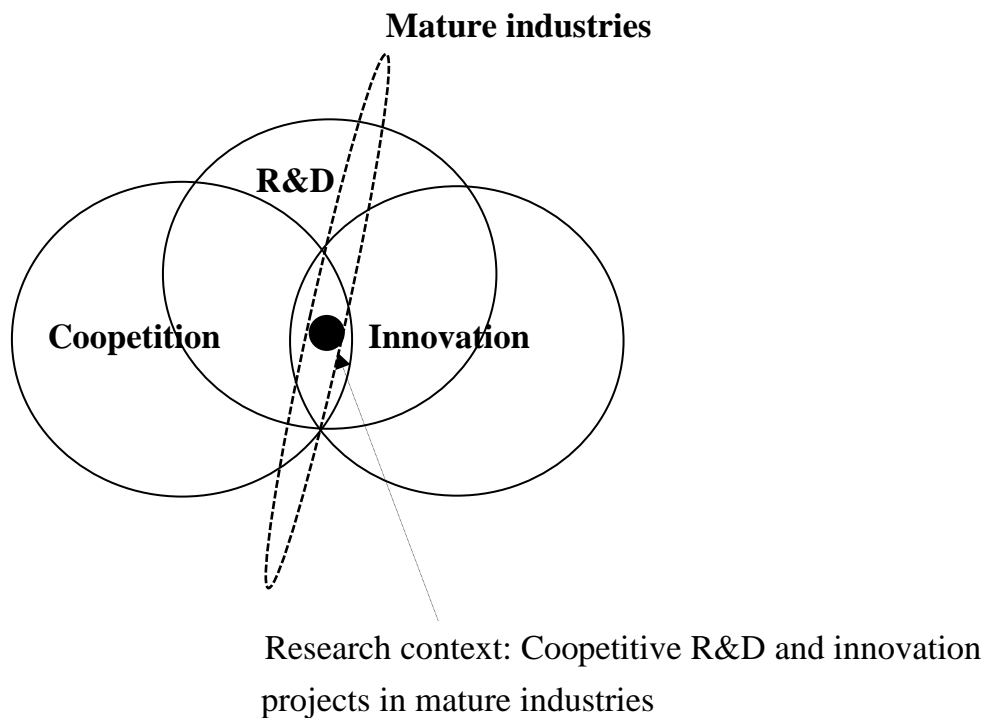 Mature industries
R&D
Coopetition
Innovation
Research context: Coopetitive R&D and innovation
projects in mature industries